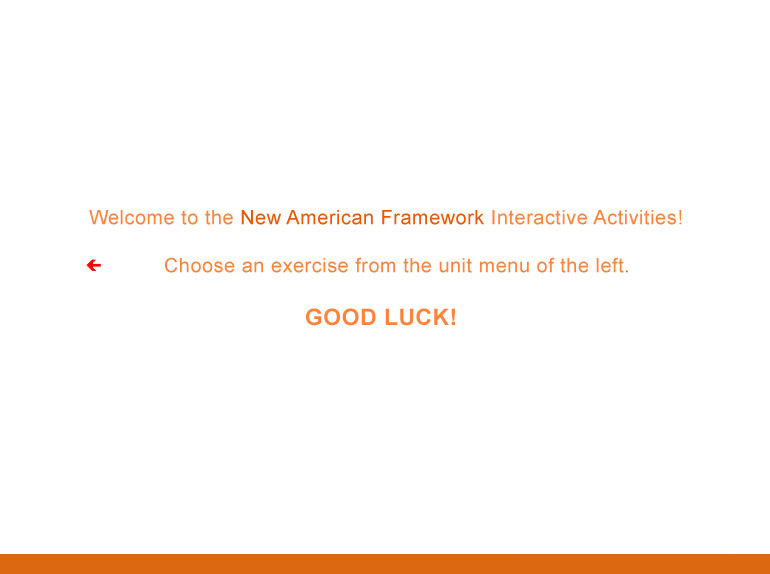 Welcome to the New American Framework Interactive Activities!
Choose an exercise from the unit menu of the left.
GOOD LUCK!